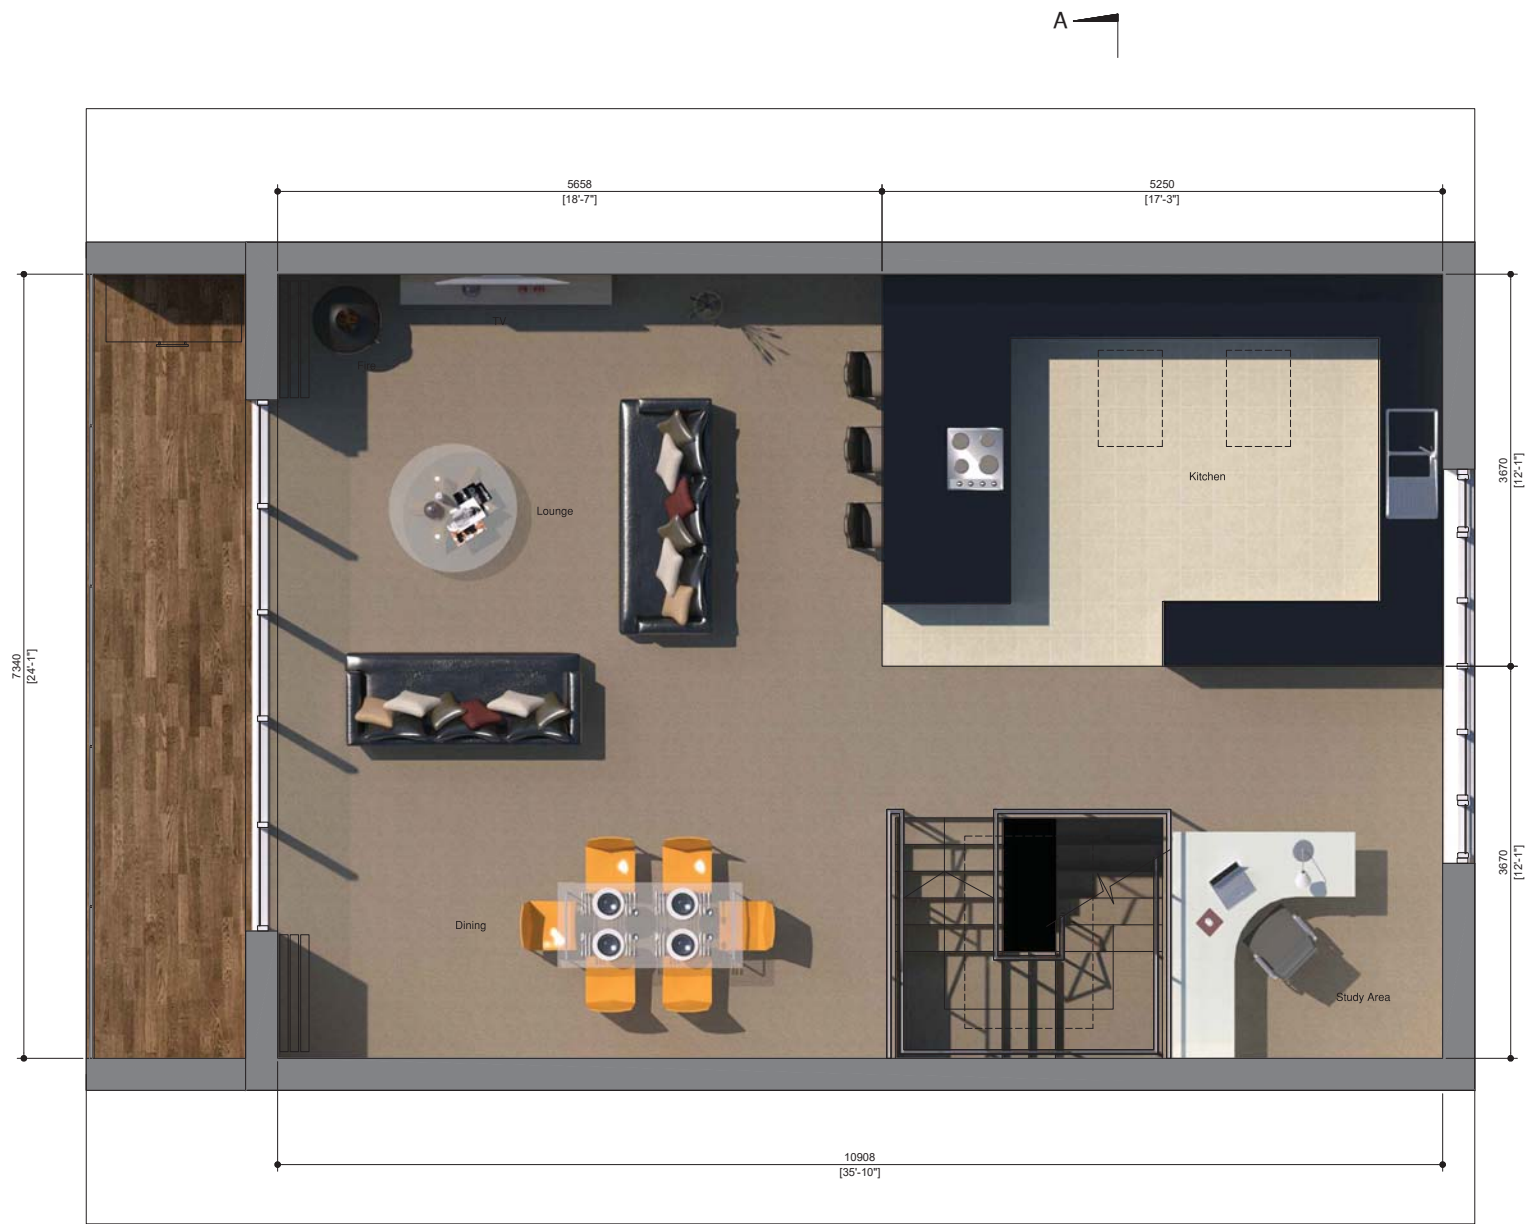 A
5658
[18'-7"]
5250
[17'-3"]
TV
Fire
Lounge
Kitchen
3670
[12'-1"]
7340
[24'-1"]
3670
[12'-1"]
Dining
Study Area
10908
[35'-10"]